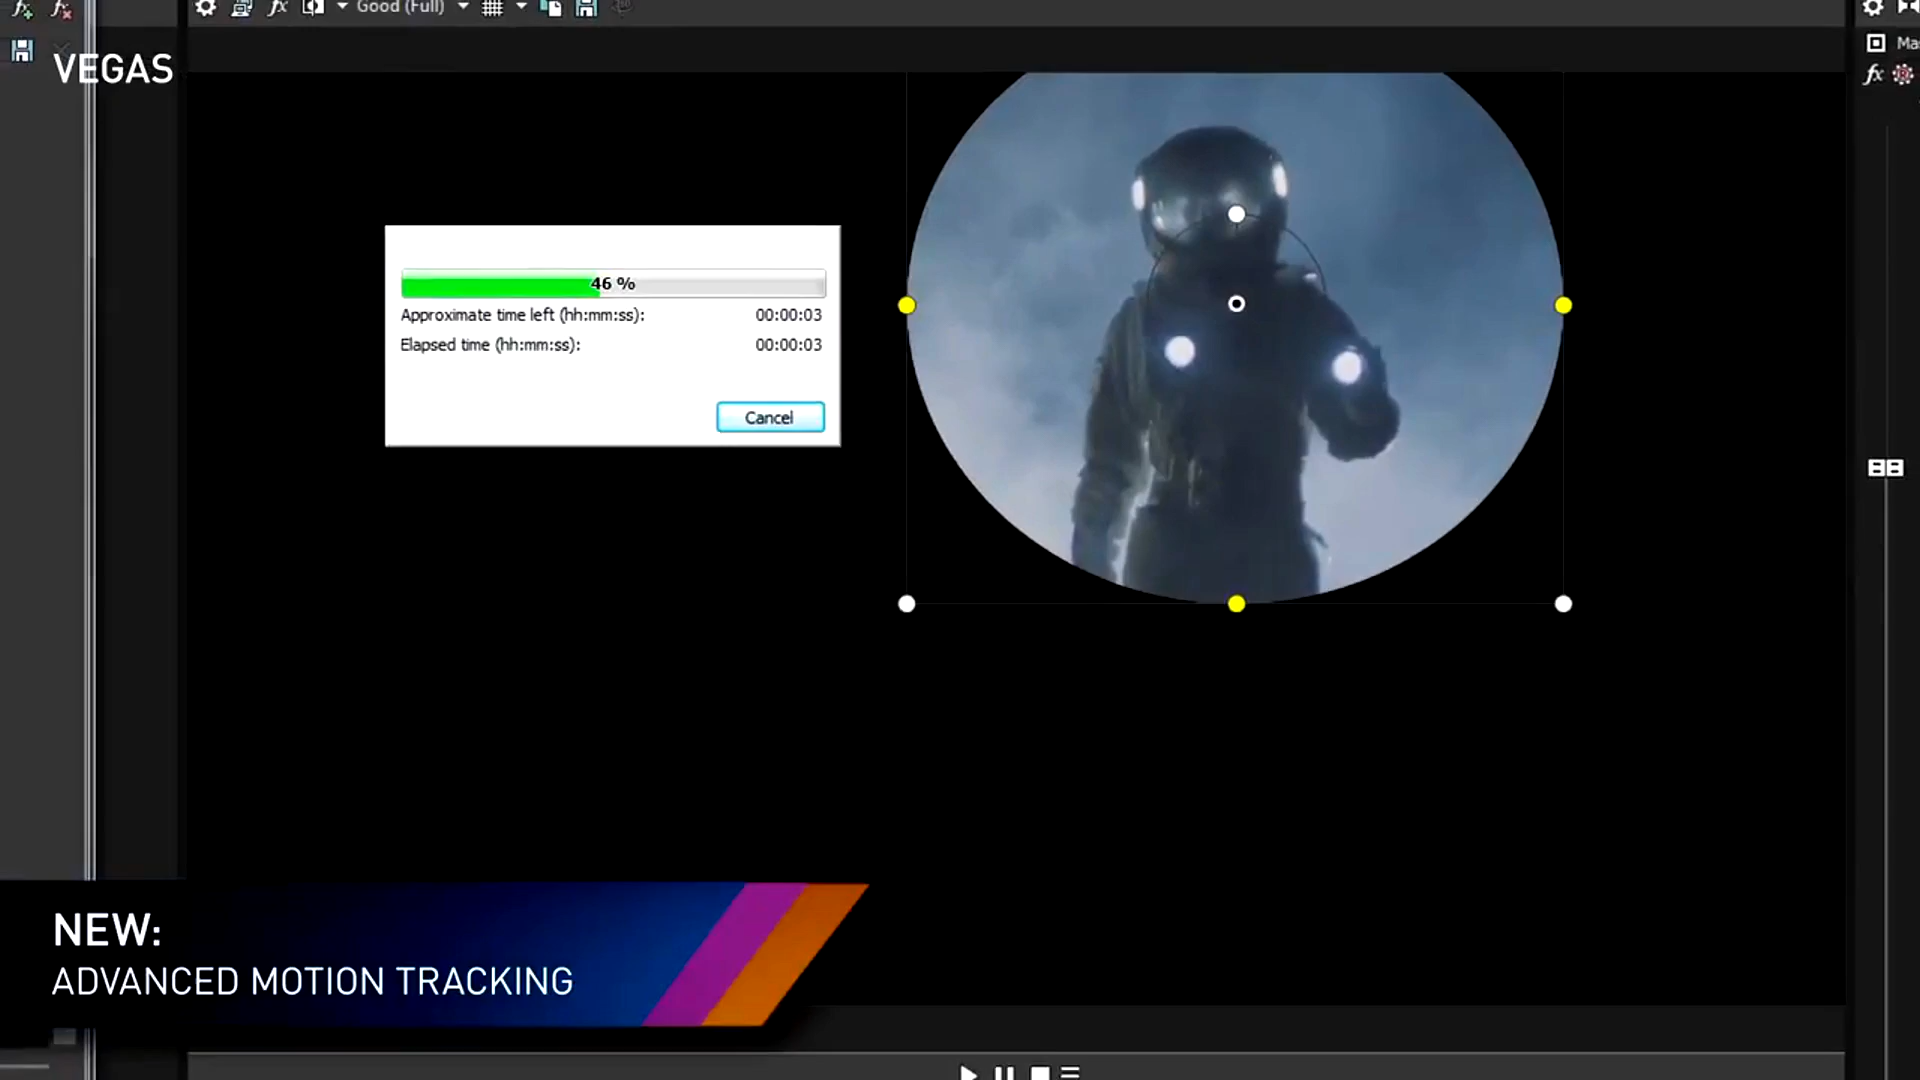 Good (Full)
VEGAS
46 %
Approximate time left (hh:mm:ss): 00:00:03
Elapsed time (hh:mm:ss): 00:00:03
Cancel
NEW:
ADVANCED MOTION TRACKING